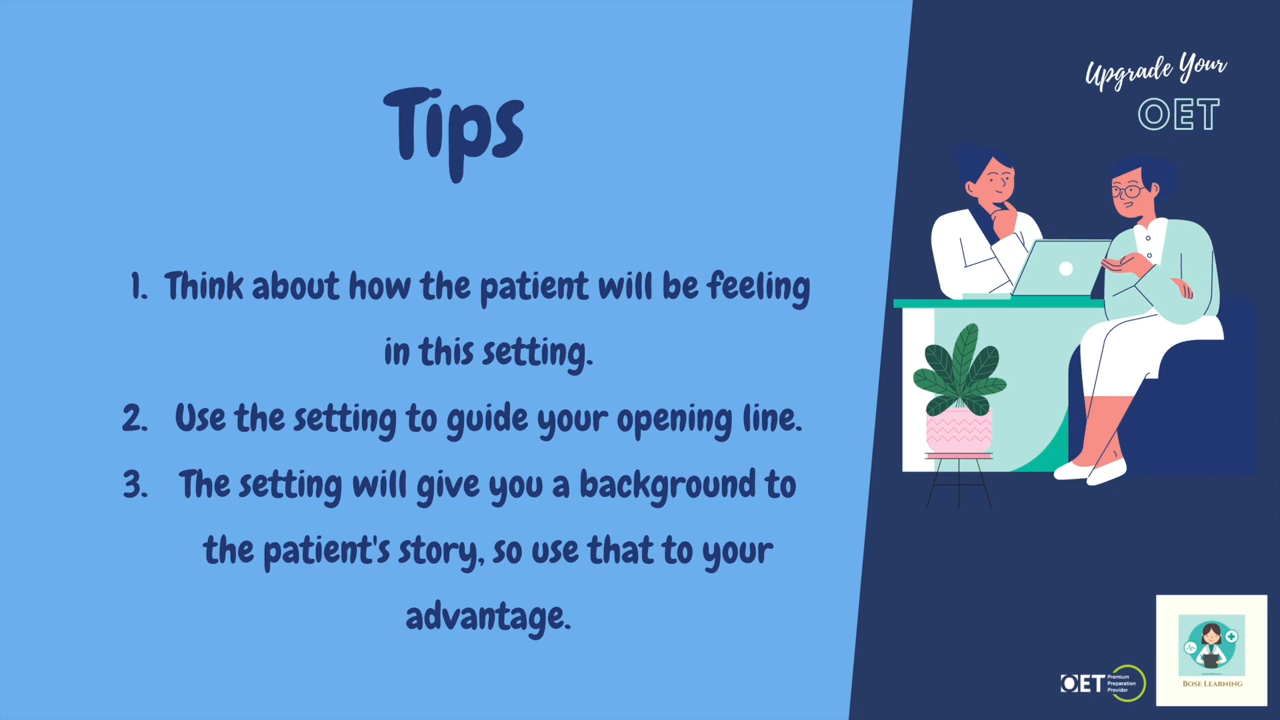 Tips
1. Think about how the patient will be feeling
in this setting.
2. Use the setting to guide your opening line.
3. The setting will give you a background to
the patient's story, so use that to your
advantage.
Upgrade Your
OET
OET Premium
Preparation
Provider
BOSE LEARNING